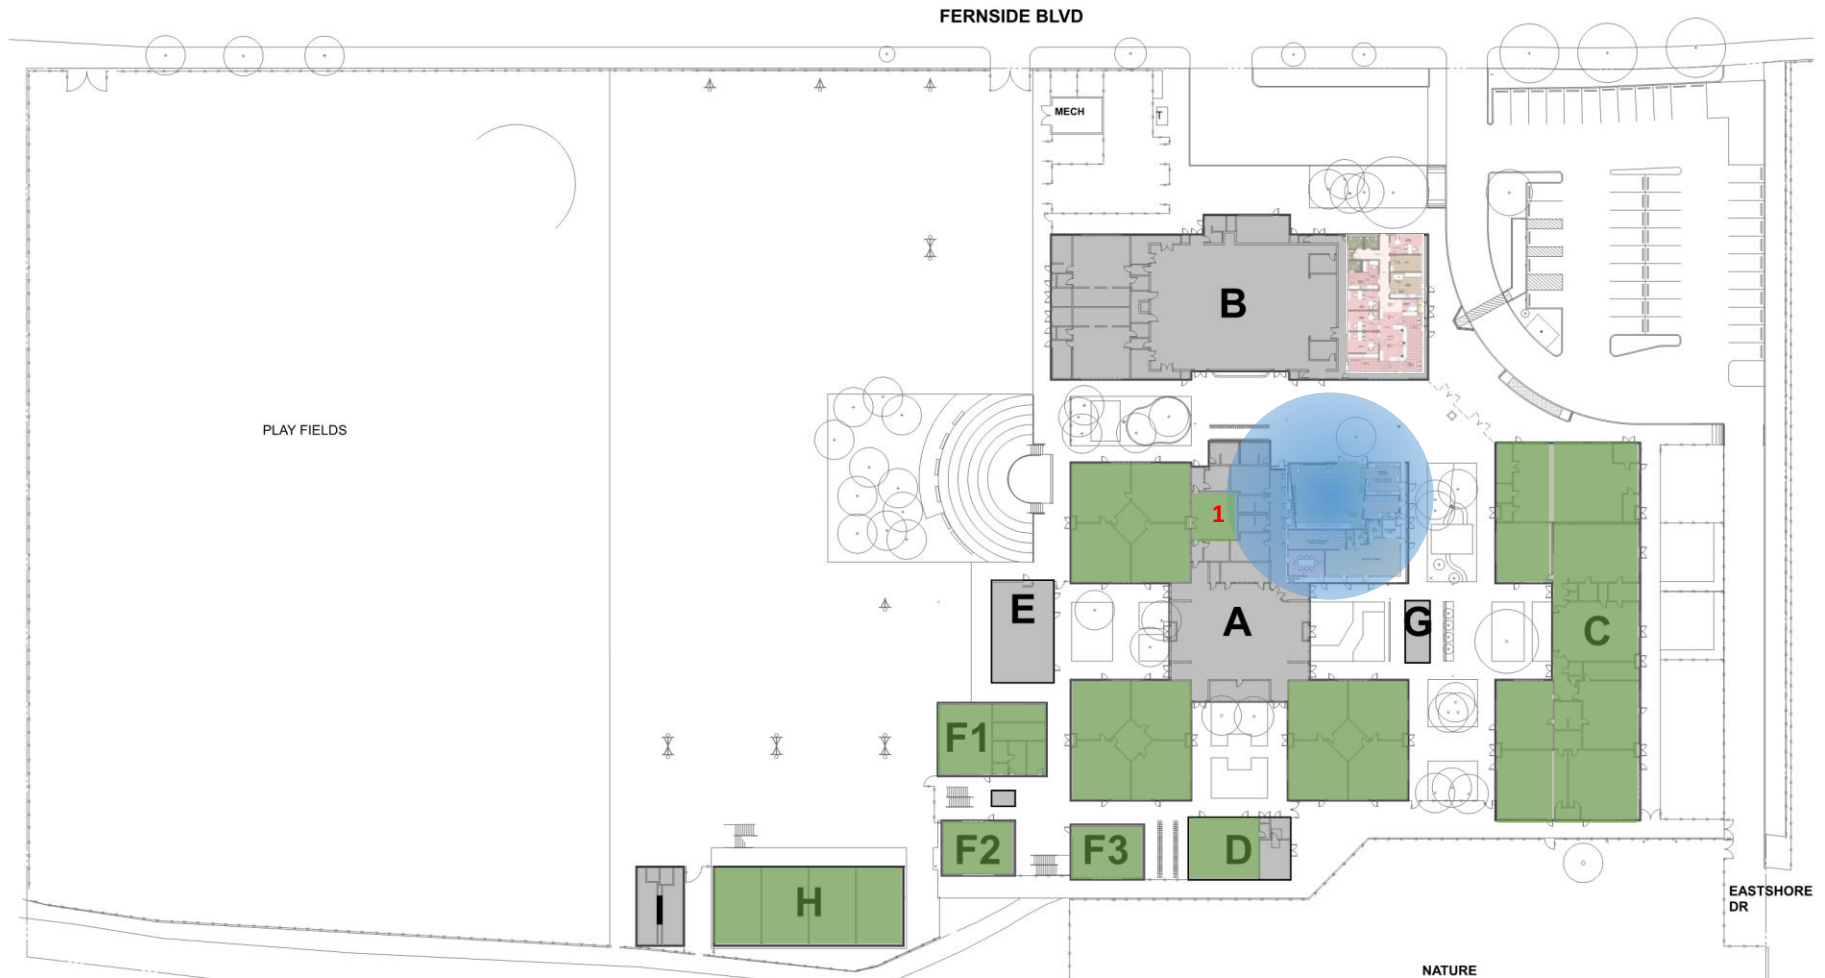 FERNSIDE BLVD
MECH
T
B
PLAY FIELDS
1
E
A
G
C
F1
F2
F3
D
H
I
EASTSHORE
DR
NATURE